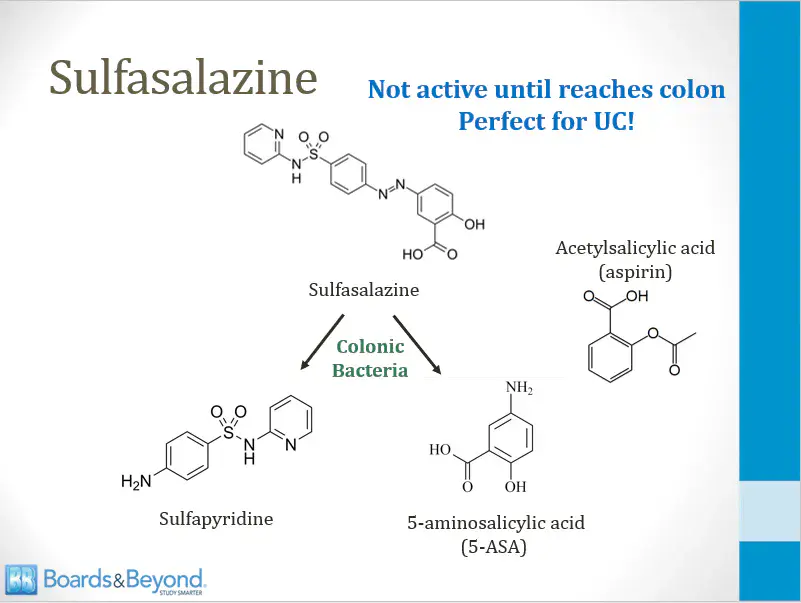 Sulfasalazine
Not active until reaches colon
Perfect for UC!
N
O O
S
N
H
N
N
OH
HO
O
Sulfasalazine
Acetylsalicylic acid
(aspirin)
O
OH
O
O
Colonic
Bacteria
O O
S
N
H
N
H₂N
Sulfapyridine
NH₂
HO
O
OH
5-aminosalicylic acid
(5-ASA)
BB Boards&Beyond.
STUDY SMARTER